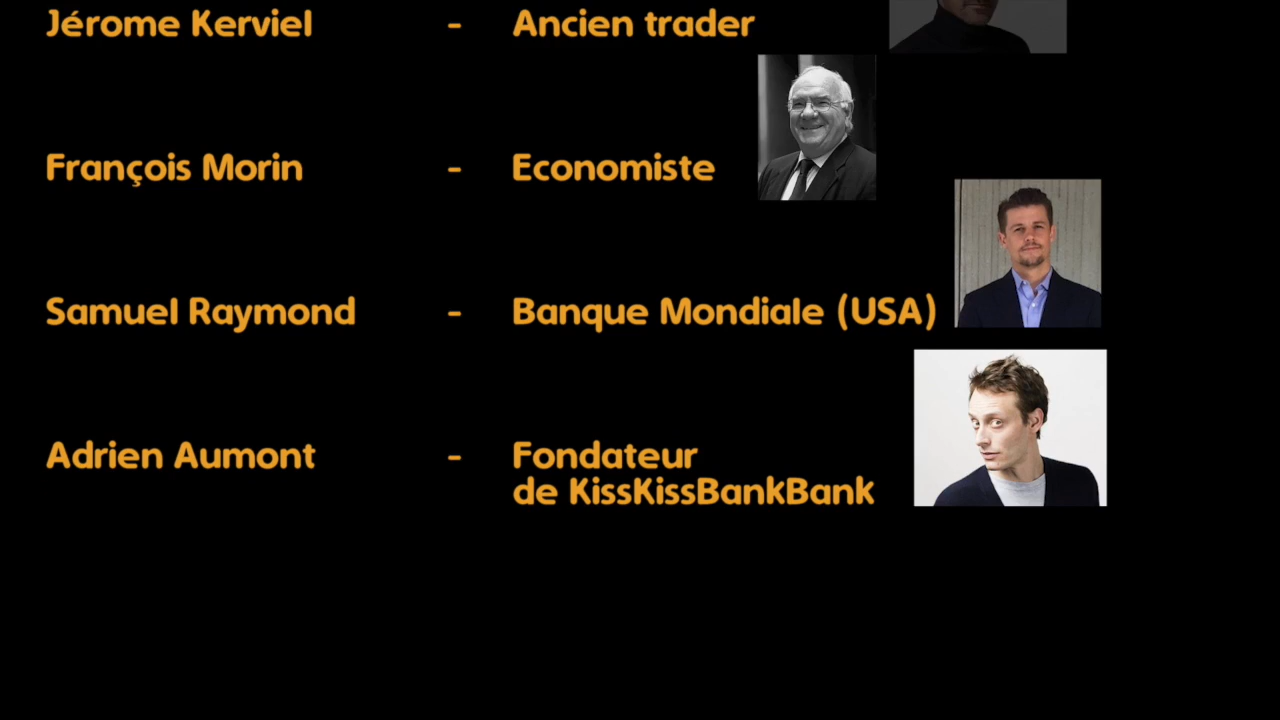 Jérome Kerviel - Ancien trader
François Morin - Economiste
Samuel Raymond - Banque Mondiale (USA)
Adrien Aumont - Fondateur
de KissKissBankBank